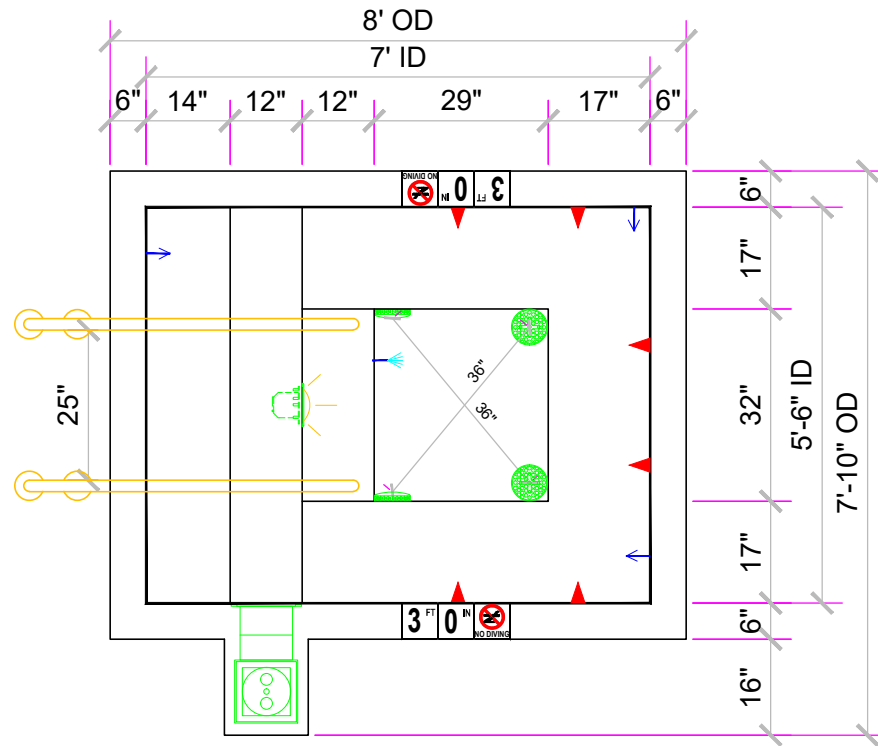 8' OD
7' ID
6" 14" 12" 12" 29" 17" 6"
NO DIVING 0 IN 3 FT
6"
17"
32"
17"
6"
16"
5'-6" ID
7'-10" OD
25"
36"
36"
3 FT 0 IN NO DIVING